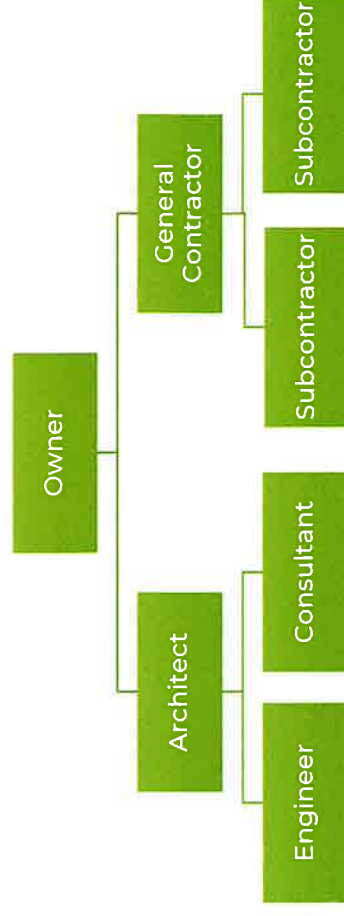 Owner
Architect
General
Contractor
Engineer
Consultant
Subcontractor
Subcontractor